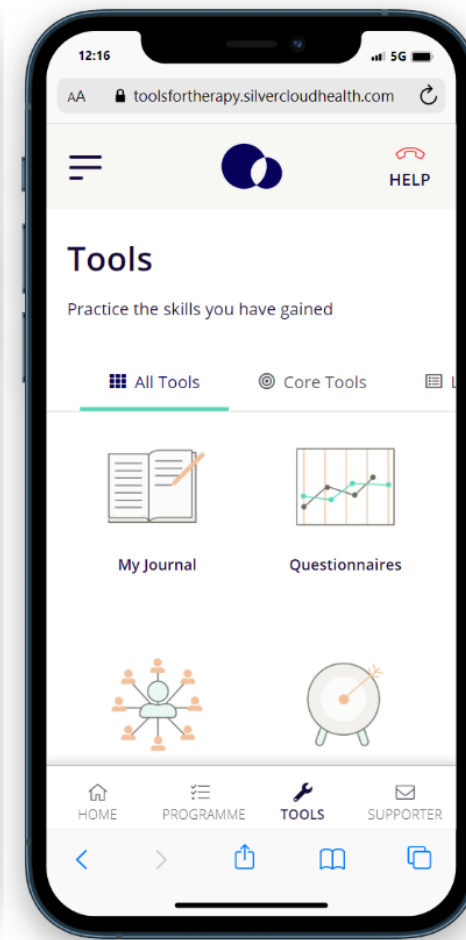 12:16
5G
AA toolsfortherapy.silvercloudhealth.com
HELP
Tools
Practice the skills you have gained
All Tools Core Tools L
My Journal Questionnaires
HOME PROGRAMME TOOLS SUPPORTER